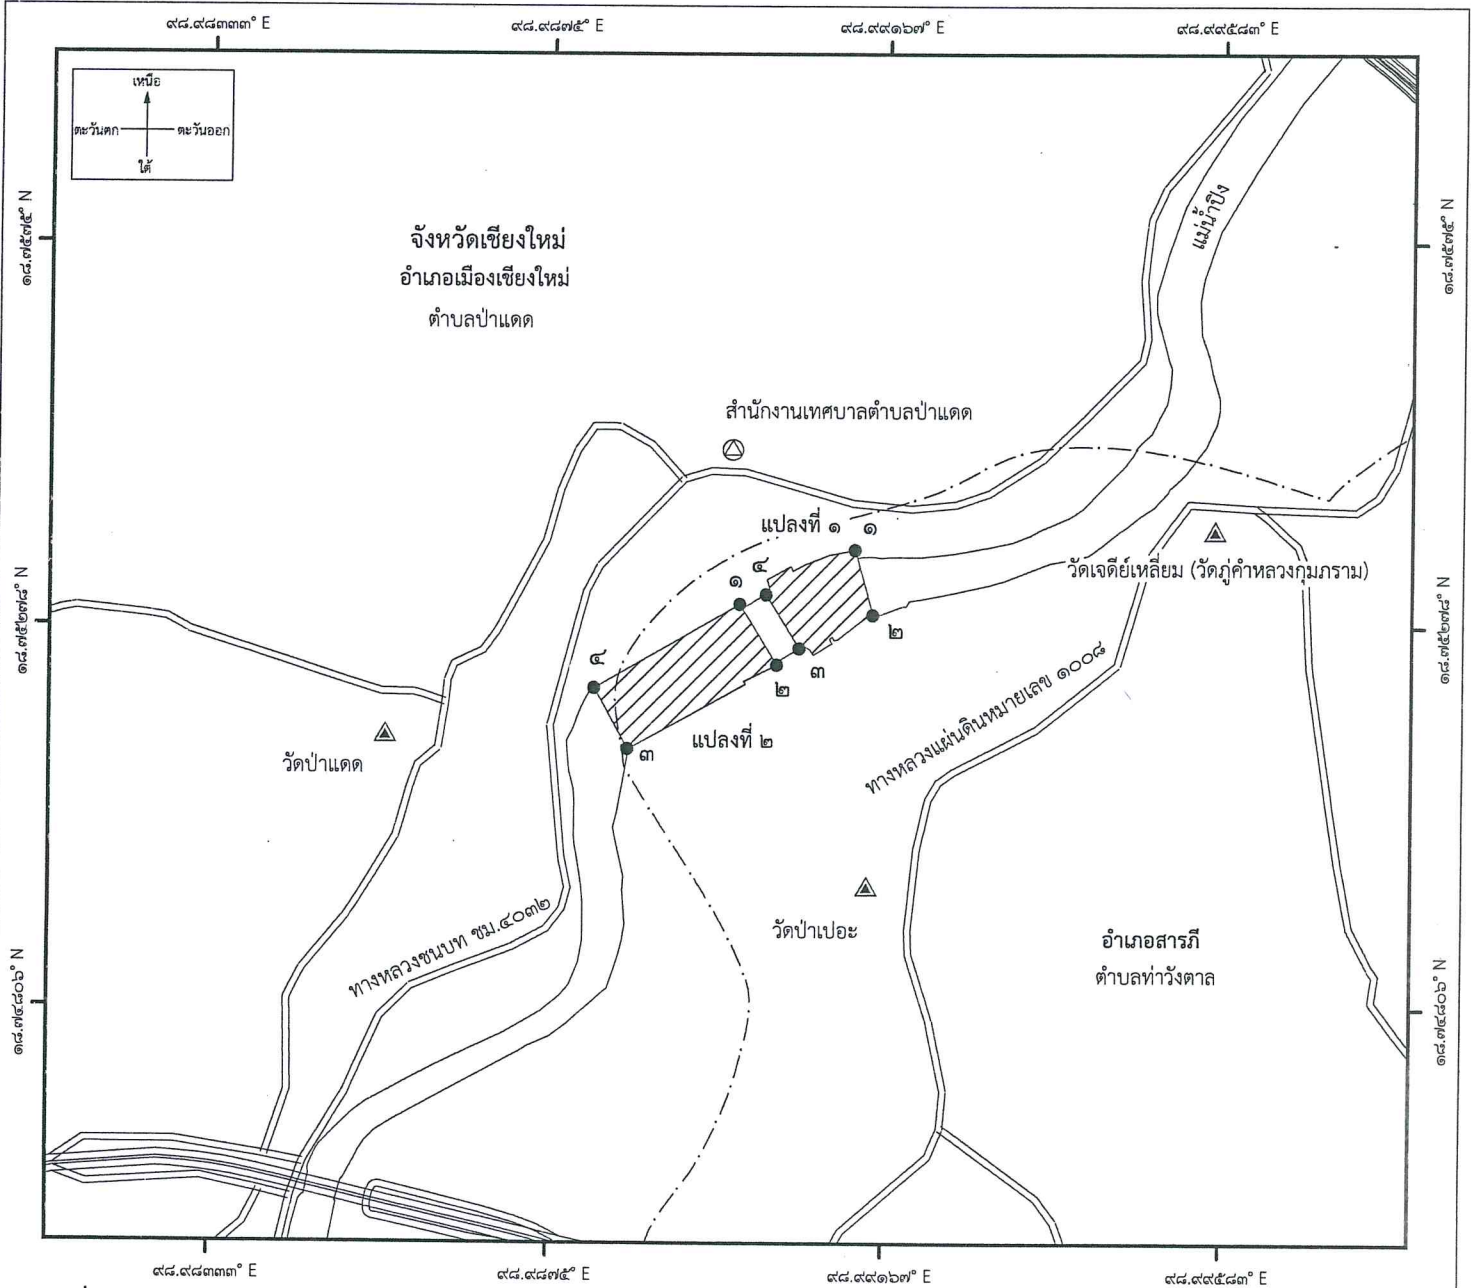 ๙๘.๙๘๓๓๓° E
๙๘.๙๘๗๕° E
๙๘.๙๙๑๖๗° E
๙๘.๙๙๕๘๓° E
เหนือ
ตะวันตก
ตะวันออก
ใต้
๑๘.๗๕๗๕° N
๑๘.๗๕๗๕° N
แม่น้ำปิง
จังหวัดเชียงใหม่
อำเภอเมืองเชียงใหม่
ตำบลป่าแดด
สำนักงานเทศบาลตำบลป่าแดด
แปลงที่ ๑
๑
๔
๑
๒
๓
๒
๔
๓
แปลงที่ ๒
วัดเจดีย์เหลี่ยม (วัดกู่คำหลวงกุมภราม)
๑๘.๗๕๒๗๘° N
๑๘.๗๕๒๗๘° N
ทางหลวงแผ่นดินหมายเลข ๑๐๐๘
วัดป่าแดด
วัดป่าเปอะ
ทางหลวงชนบท ชม.๔๐๓๒
อำเภอสารภี
ตำบลท่าวังตาล
๑๘.๗๔๘๐๖° N
๑๘.๗๔๘๐๖° N
๙๘.๙๘๓๓๓° E
๙๘.๙๘๗๕° E
๙๘.๙๙๑๖๗° E
๙๘.๙๙๕๘๓° E